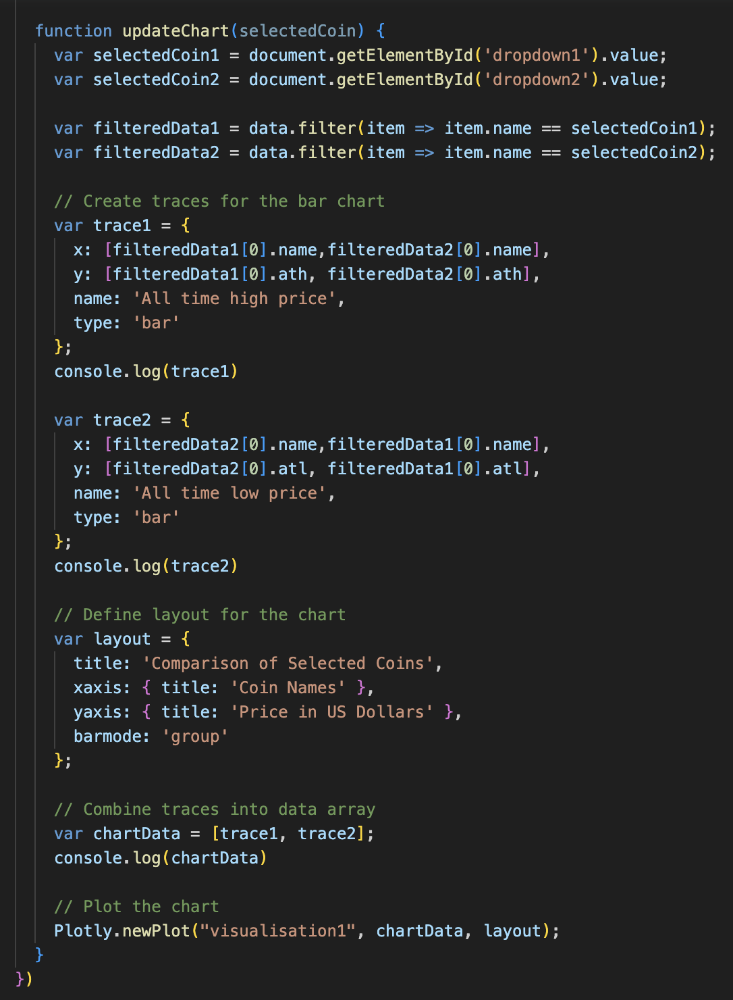 function updateChart(selectedCoin) {
var selectedCoin1 = document.getElementById('dropdown1').value;
var selectedCoin2 = document.getElementById('dropdown2').value;
var filteredData1 = data.filter(item => item.name == selectedCoin1);
var filteredData2 = data.filter(item => item.name == selectedCoin2);
// Create traces for the bar chart
var trace1 = {
x: [filteredData1[0].name,filteredData2[0].name],
y: [filteredData1[0].ath, filteredData2[0].ath],
name: 'All time high price',
type: 'bar'
};
console.log(trace1)
var trace2 = {
x: [filteredData2[0].name,filteredData1[0].name],
y: [filteredData2[0].atl, filteredData1[0].atl],
name: 'All time low price',
type: 'bar'
};
console.log(trace2)
// Define layout for the chart
var layout = {
title: 'Comparison of Selected Coins',
xaxis: { title: 'Coin Names' },
yaxis: { title: 'Price in US Dollars' },
barmode: 'group'
};
// Combine traces into data array
var chartData = [trace1, trace2];
console.log(chartData)
// Plot the chart
Plotly.newPlot("visualisation1", chartData, layout);
}
})